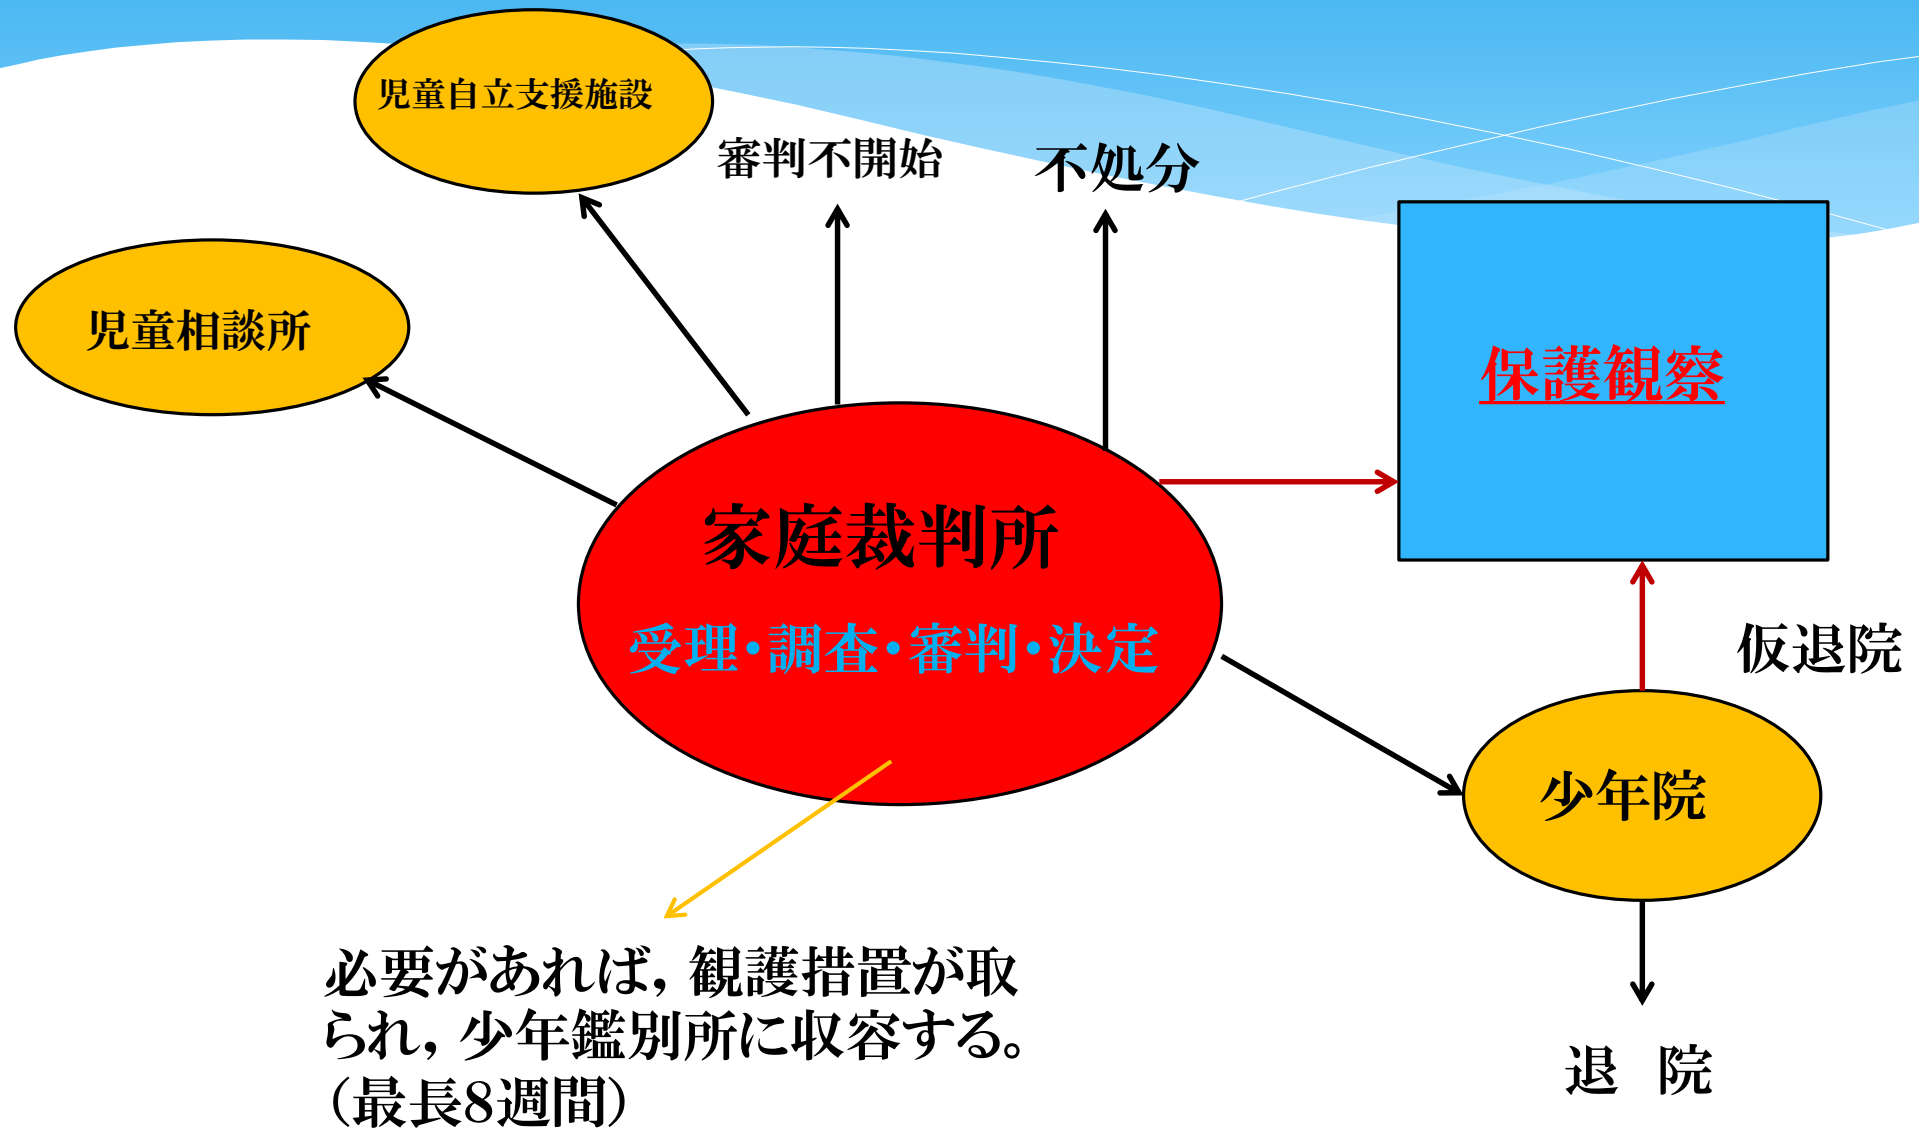 児童自立支援施設
審判不開始
不処分
児童相談所
保護観察
家庭裁判所
受理・調査・審判・決定
仮退院
少年院
必要があれば，観護措置が取
られ，少年鑑別所に収容する。
（最長8週間）
退　院